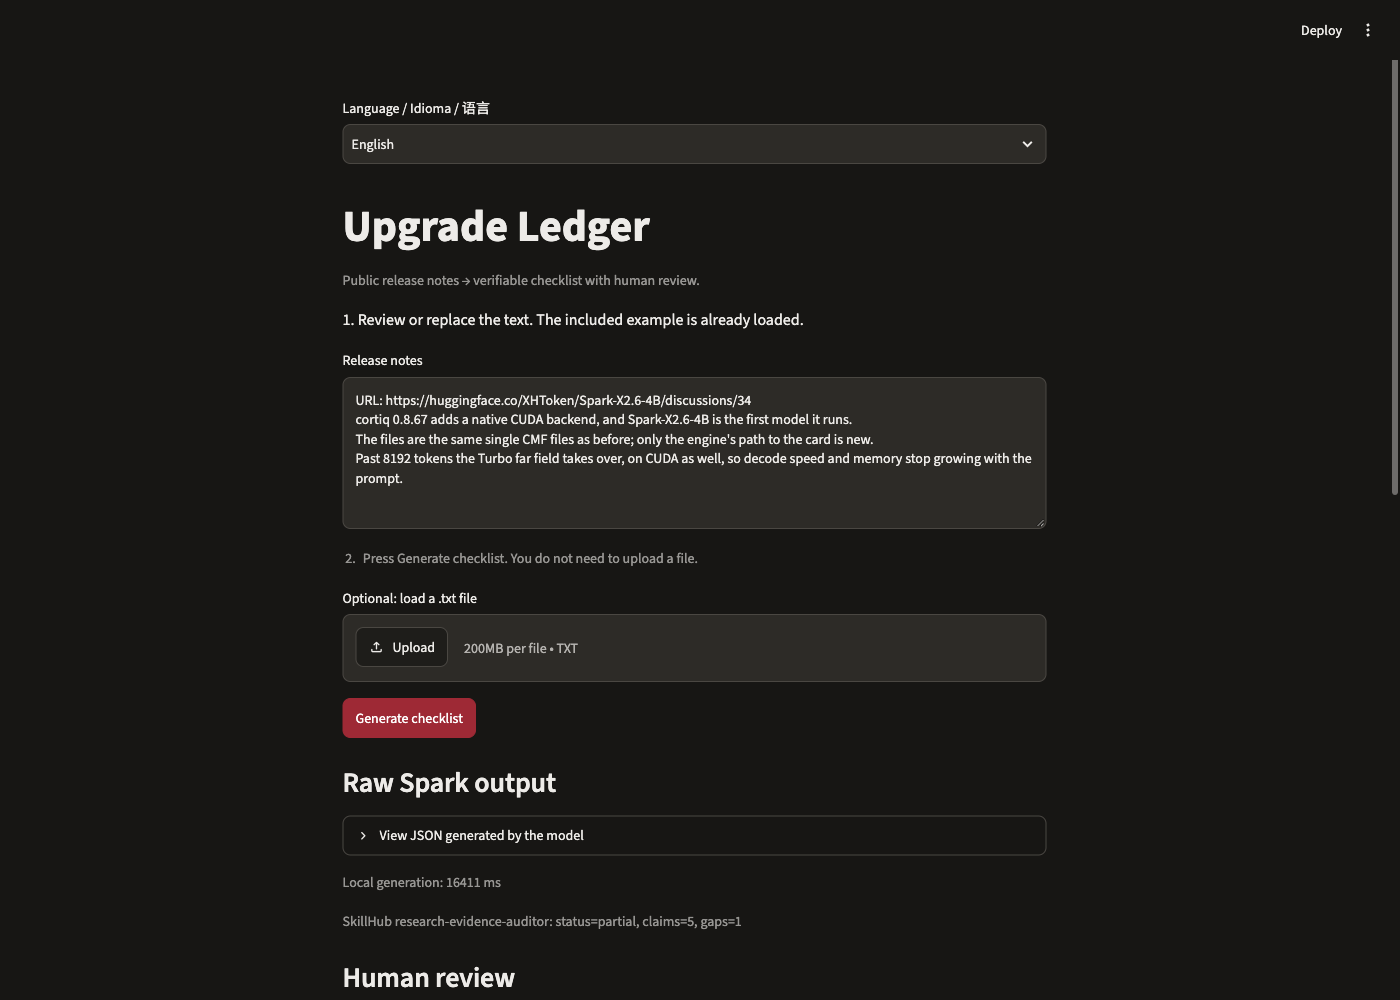 Deploy
Language / Idioma / 语言
English
Upgrade Ledger
Public release notes → verifiable checklist with human review.
1. Review or replace the text. The included example is already loaded.
Release notes
URL: https://huggingface.co/XHToken/Spark-X2.6-4B/discussions/34
cortiq 0.8.67 adds a native CUDA backend, and Spark-X2.6-4B is the first model it runs.
The files are the same single CMF files as before; only the engine's path to the card is new.
Past 8192 tokens the Turbo far field takes over, on CUDA as well, so decode speed and memory stop growing with the
prompt.
2. Press Generate checklist. You do not need to upload a file.
Optional: load a .txt file
Upload
200MB per file • TXT
Generate checklist
Raw Spark output
View JSON generated by the model
Local generation: 16411 ms
SkillHub research-evidence-auditor: status=partial, claims=5, gaps=1
Human review